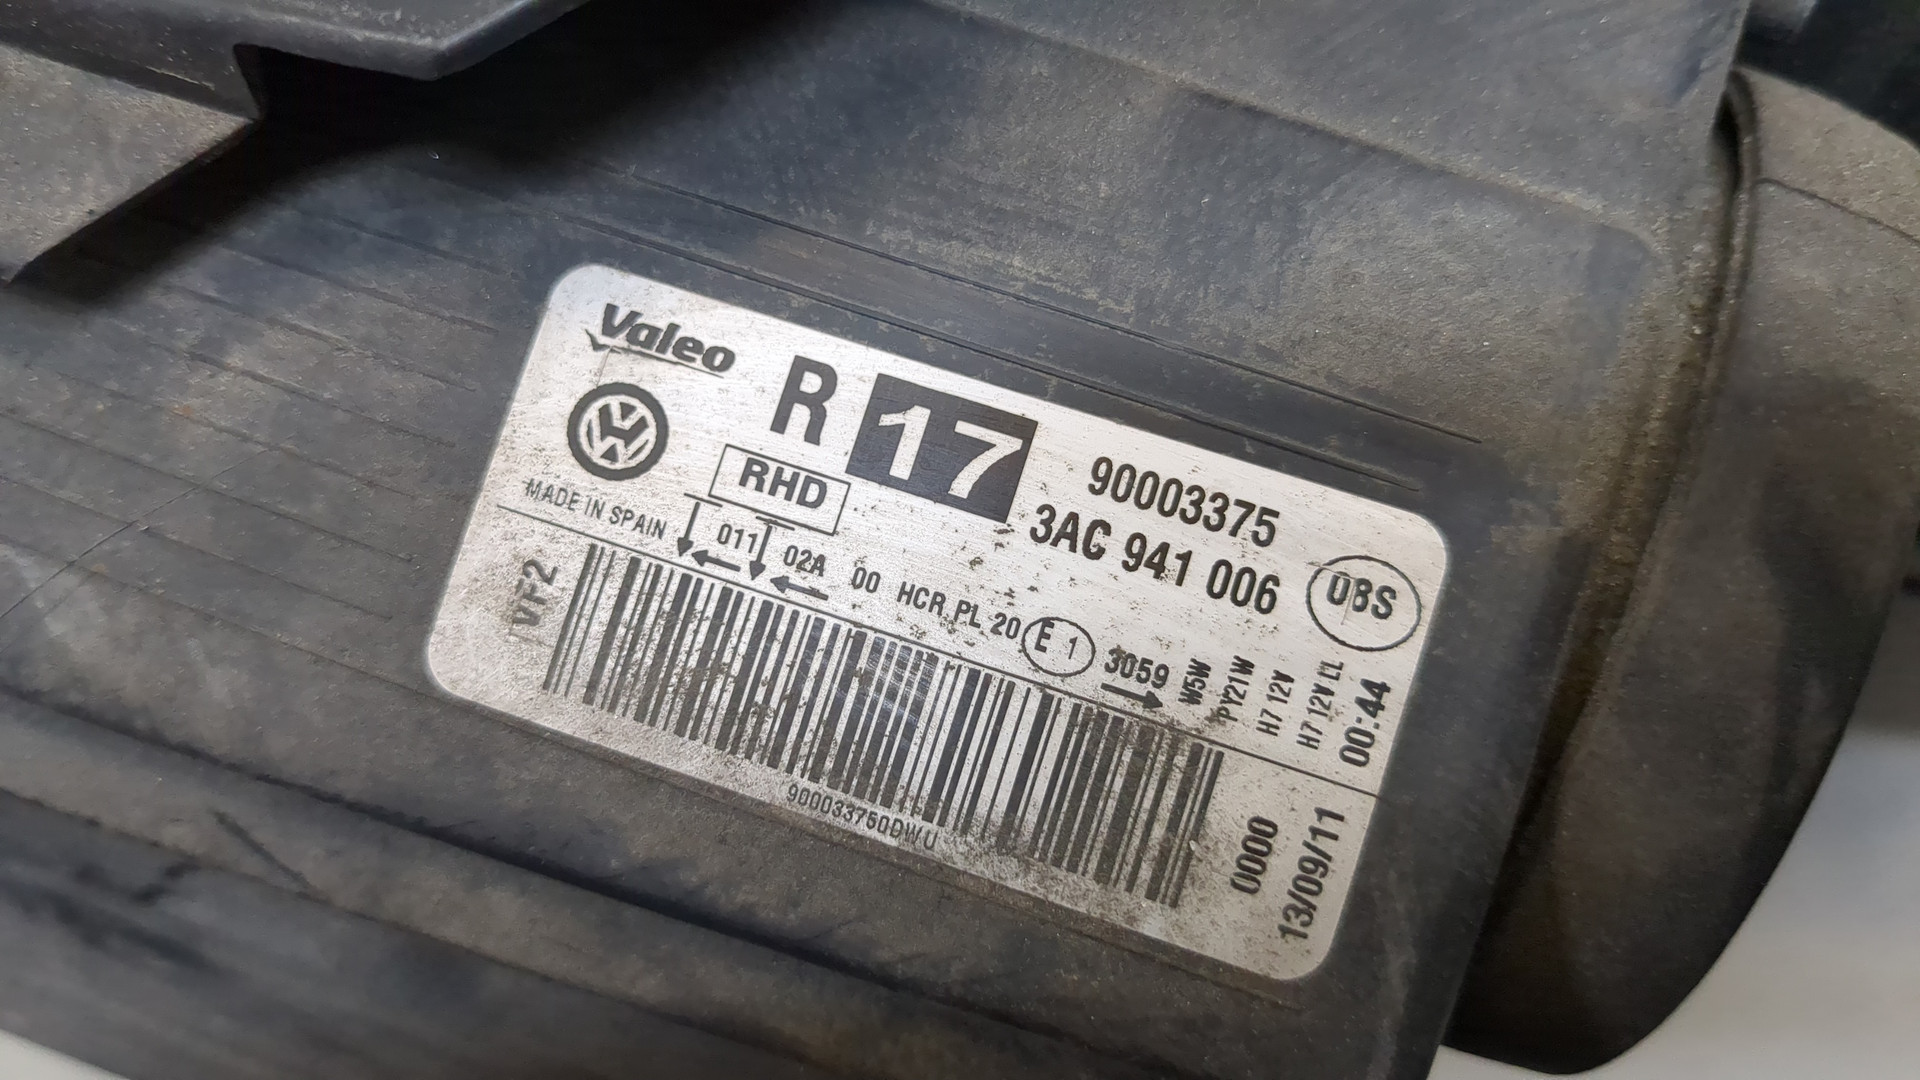 Valeo
R 17
90003375
RHD
3AC 941 006
OBS
MADE IN SPAIN
011 02A 00 HCR PL 20 E 1 3059
W5W
PY21W
H7 12V
H7 12V LL
00:44
VF2
900033750DWU
0000
13/09/11